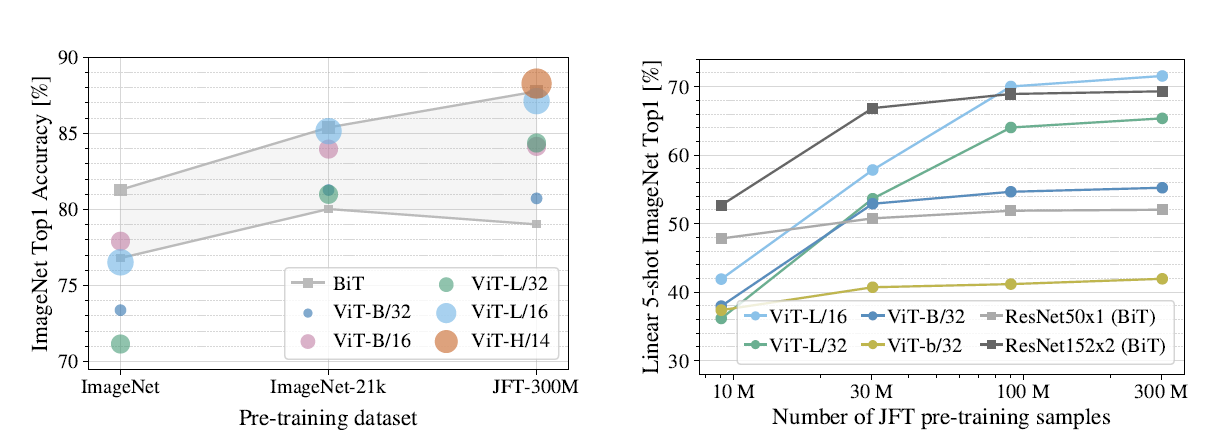 ImageNet Top1 Accuracy [%]
90
85
80
75
70
BiT
ViT-B/32
ViT-B/16
ViT-L/32
ViT-L/16
ViT-H/14
ImageNet
ImageNet-21k
JFT-300M
Pre-training dataset
Linear 5-shot ImageNet Top1 [%]
70
60
50
40
30
ViT-L/16
ViT-B/32
ResNet50x1 (BiT)
ViT-L/32
ViT-b/32
ResNet152x2 (BiT)
10 M
30 M
100 M
300 M
Number of JFT pre-training samples